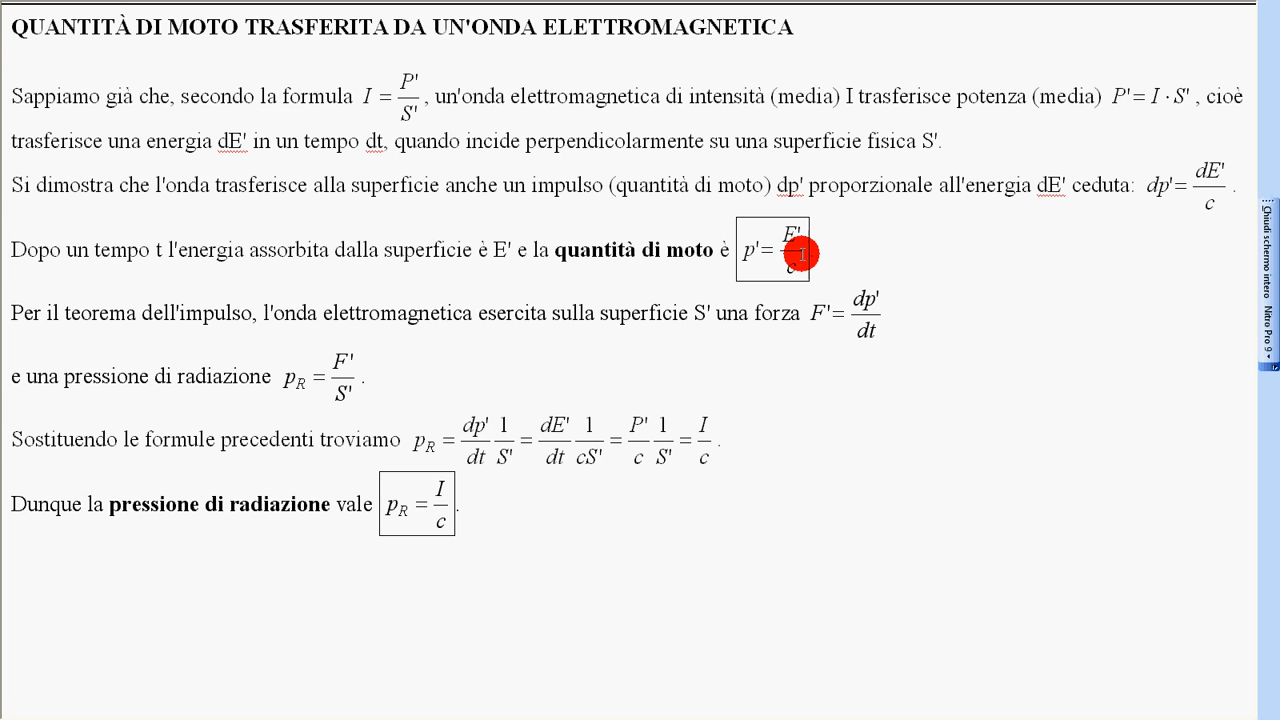 QUANTITÀ DI MOTO TRASFERITA DA UN'ONDA ELETTROMAGNETICA
Sappiamo già che, secondo la formula I = P'/S' , un'onda elettromagnetica di intensità (media) I trasferisce potenza (media) P'= I · S' , cioè
trasferisce una energia dE' in un tempo dt, quando incide perpendicolarmente su una superficie fisica S'.
Si dimostra che l'onda trasferisce alla superficie anche un impulso (quantità di moto) dp' proporzionale all'energia dE' ceduta: dp'= dE'/c .
Dopo un tempo t l'energia assorbita dalla superficie è E' e la quantità di moto è p'= E'/c
Per il teorema dell'impulso, l'onda elettromagnetica esercita sulla superficie S' una forza F'= dp'/dt
e una pressione di radiazione p_R = F'/S' .
Sostituendo le formule precedenti troviamo p_R = dp'/dt 1/S' = dE'/dt 1/cS' = P'/c 1/S' = I/c .
Dunque la pressione di radiazione vale p_R = I/c .
Chiudi schermo intero Nitro Pro 9